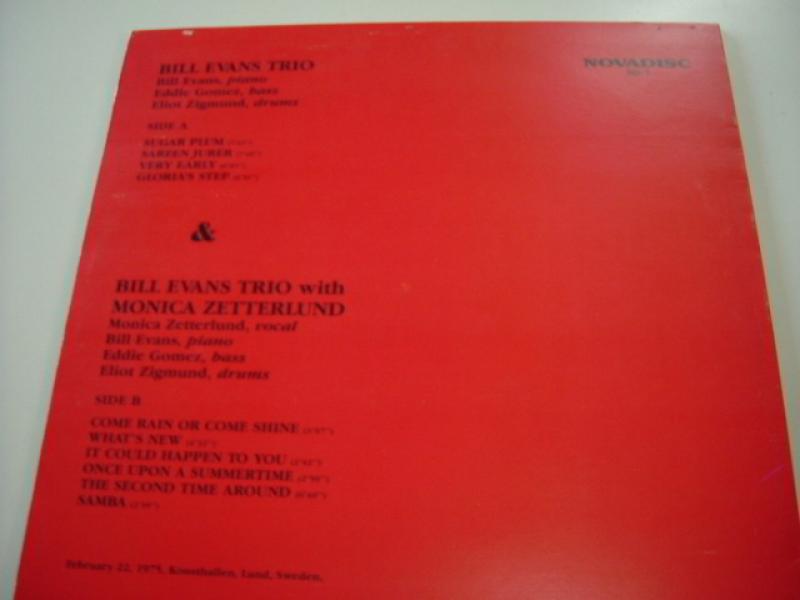 BILL EVANS TRIO
Bill Evans, piano
Eddie Gomez, bass
Eliot Zigmund, drums
SIDE A
SUGAR PLUM
SAREEN JURER
VERY EARLY
GLORIA'S STEP
NOVADISC
&
BILL EVANS TRIO with
MONICA ZETTERLUND
Monica Zetterlund, vocal
Bill Evans, piano
Eddie Gomez, bass
Eliot Zigmund, drums
SIDE B
COME RAIN OR COME SHINE
WHAT'S NEW
IT COULD HAPPEN TO YOU
ONCE UPON A SUMMERTIME
THE SECOND TIME AROUND
SAMBA
February 22, 1975, Konsthallen, Lund, Sweden.